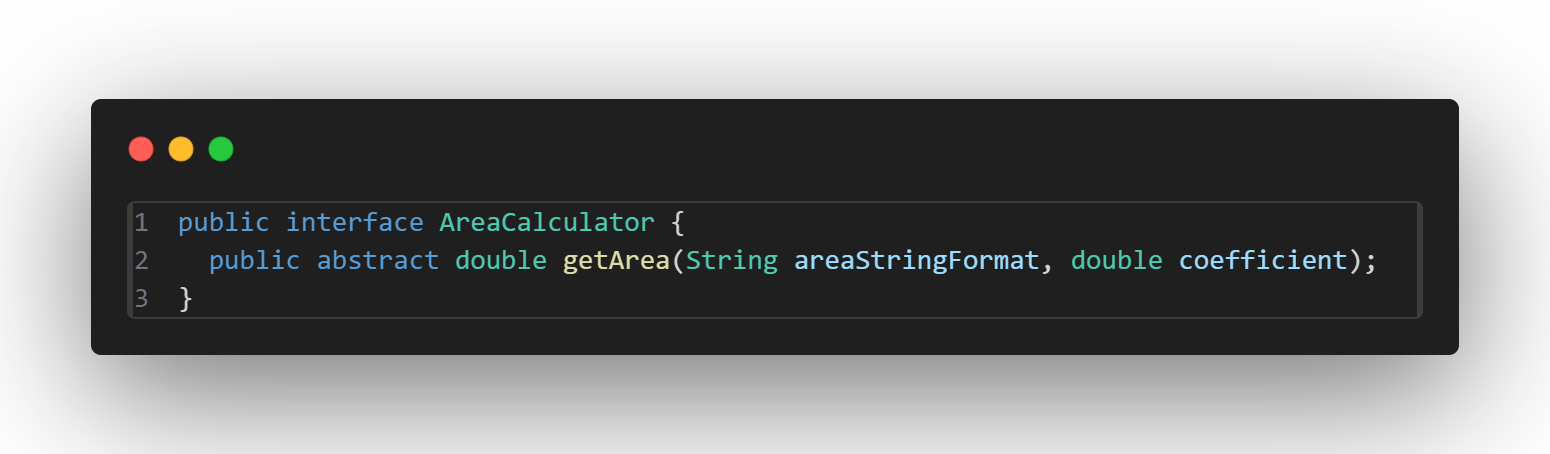 1 public interface AreaCalculator {
2 public abstract double getArea(String areaStringFormat, double coefficient);
3 }